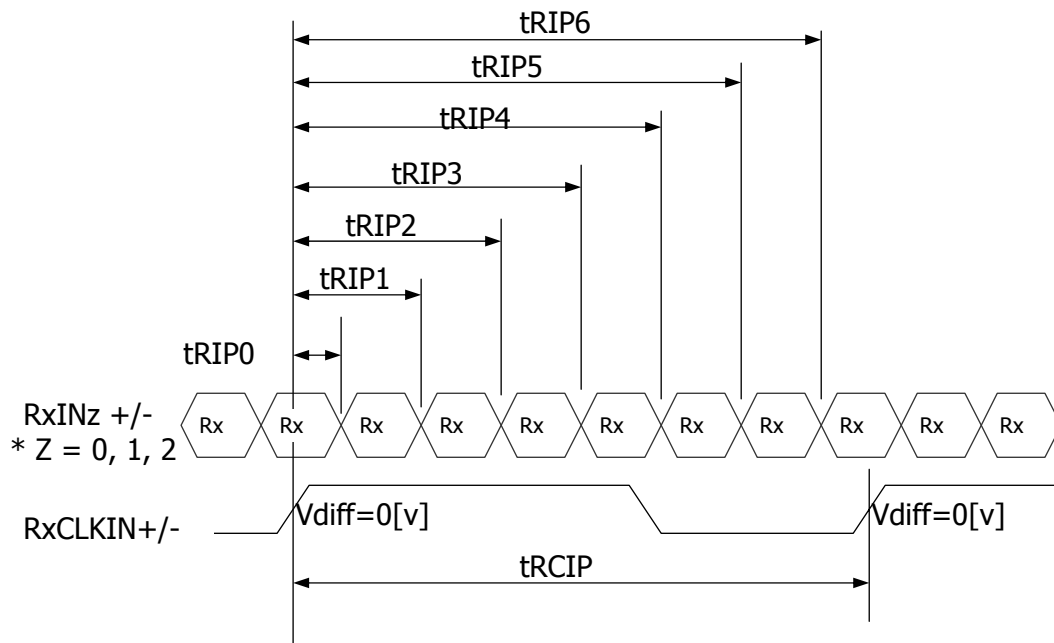 tRIP6
tRIP5
tRIP4
tRIP3
tRIP2
tRIP1
tRIP0
RxINz +/-
* Z = 0, 1, 2
Rx Rx Rx Rx Rx Rx Rx Rx Rx Rx Rx
RxCLKIN+/-
Vdiff=0[v] Vdiff=0[v]
tRCIP